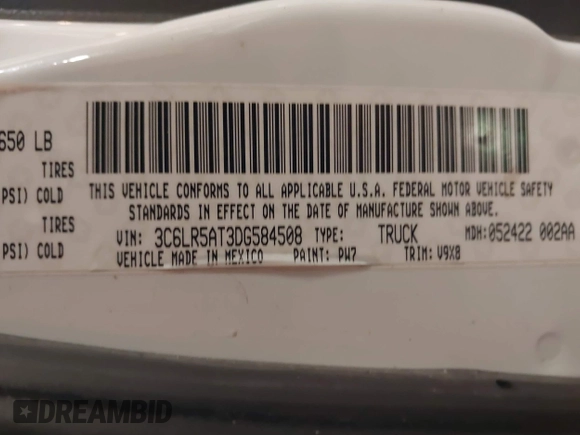 650 LB
TIRES
PSI) COLD
TIRES
PSI) COLD
THIS VEHICLE CONFORMS TO ALL APPLICABLE U.S.A. FEDERAL MOTOR VEHICLE SAFETY
STANDARDS IN EFFECT ON THE DATE OF MANUFACTURE SHOWN ABOVE.
VIN: 3C6LR5AT3DG584508 TYPE: TRUCK MDH:052422 002AA
VEHICLE MADE IN MEXICO PAINT: PW7 TRIM: V9X8
DREAMBID